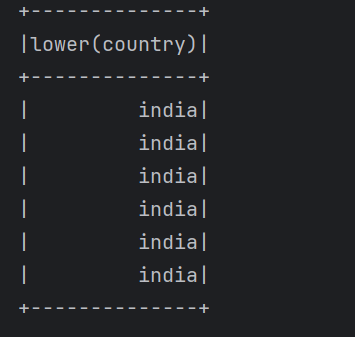 +--------------+
|lower(country)|
+--------------+
|         india|
|         india|
|         india|
|         india|
|         india|
|         india|
+--------------+